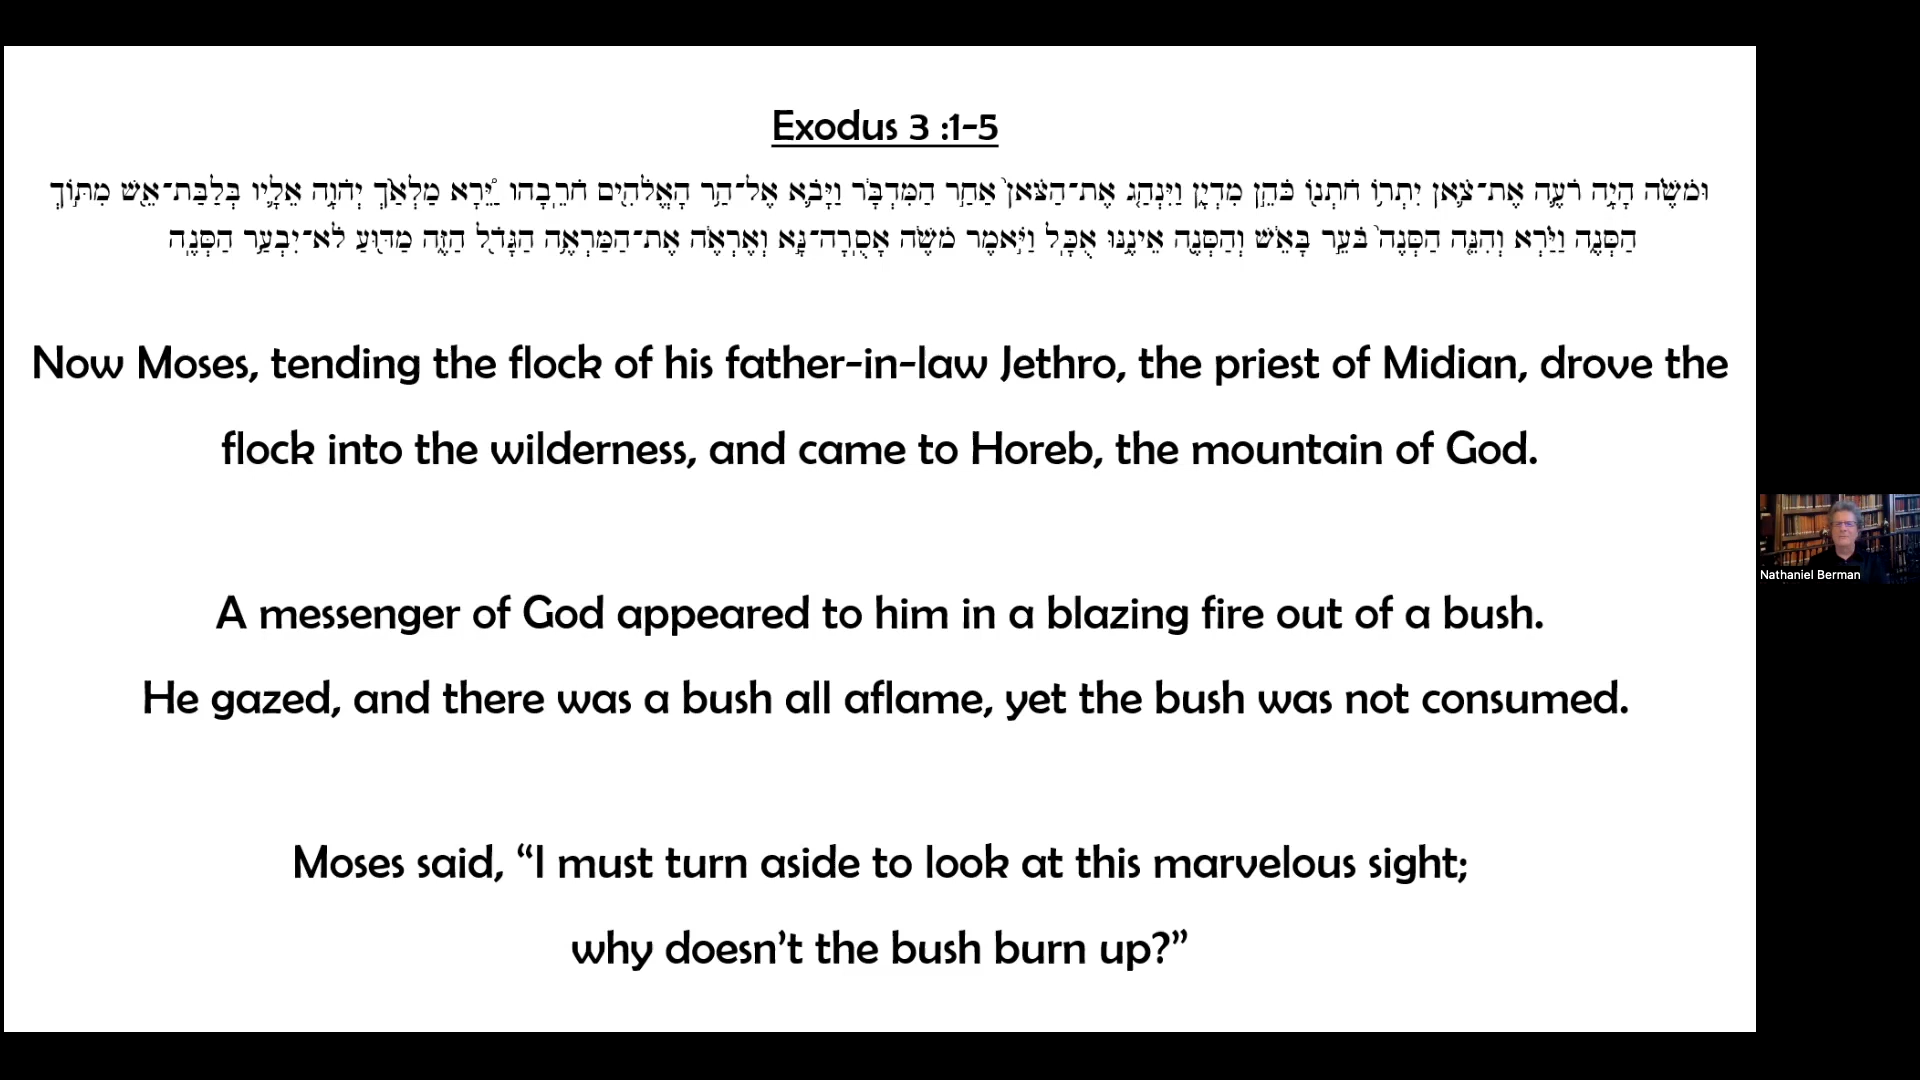 Exodus 3 :1-5
וּמֹשֶׁ֗ה הָיָ֥ה רֹעֶ֛ה אֶת־צֹ֛אן יִתְר֥וֹ חֹתְנ֖וֹ כֹּהֵ֣ן מִדְיָ֑ן וַיִּנְהַ֤ג אֶת־הַצֹּאן֙ אַחַ֣ר הַמִּדְבָּ֔ר וַיָּבֹ֛א אֶל־הַ֥ר הָאֱלֹהִ֖ים חֹרֵֽבָהו וַ֠יֵּרָא מַלְאַ֨ךְ יְהֹוָ֥ה אֵלָ֛יו בְּלַבַּת־אֵ֖שׁ מִתּ֣וֹךְ
הַסְּנֶ֑ה וַיַּ֗רְא וְהִנֵּ֤ה הַסְּנֶה֙ בֹּעֵ֣ר בָּאֵ֔שׁ וְהַסְּנֶ֖ה אֵינֶ֥נּוּ אֻכָּֽל וַיֹּ֣אמֶר מֹשֶׁ֔ה אָסֻֽרָה־נָּ֣א וְאֶרְאֶ֔ה אֶת־הַמַּרְאֶ֥ה הַגָּדֹ֖ל הַזֶּ֑ה מַדּ֖וּעַ לֹא־יִבְעַ֥ר הַסְּנֶֽה
Now Moses, tending the flock of his father-in-law Jethro, the priest of Midian, drove the
flock into the wilderness, and came to Horeb, the mountain of God.
A messenger of God appeared to him in a blazing fire out of a bush.
He gazed, and there was a bush all aflame, yet the bush was not consumed.
Moses said, “I must turn aside to look at this marvelous sight;
why doesn’t the bush burn up?”
Nathaniel Berman